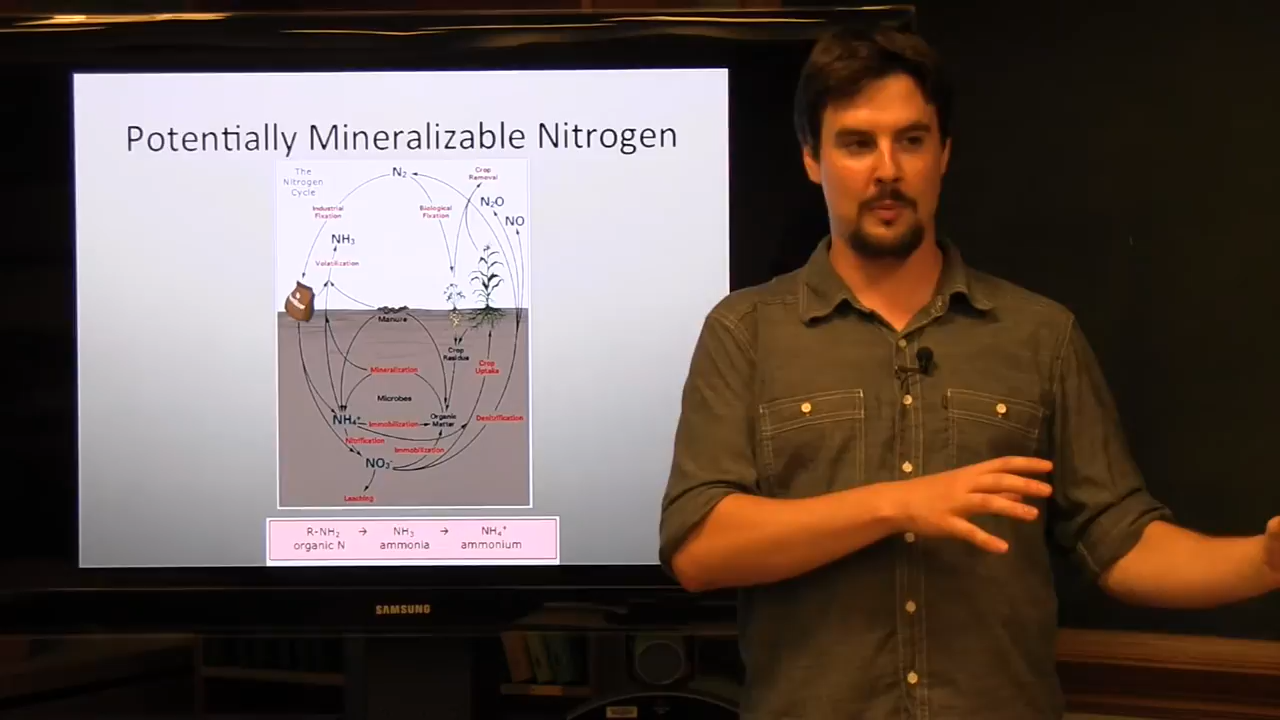 Potentially Mineralizable Nitrogen
The
Nitrogen
Cycle
N2
Crop
Removal
Industrial
Fixation
Biological
Fixation
N2O
NO
NH3
Volatilization
Manure
Crop
Residue
Mineralization
Crop
Uptake
Microbes
NH4+
Immobilization
Organic
Matter
Denitrification
Nitrification
Immobilization
NO3-
Leaching
R-NH2 → NH3 → NH4+
organic N ammonia ammonium
SAMSUNG